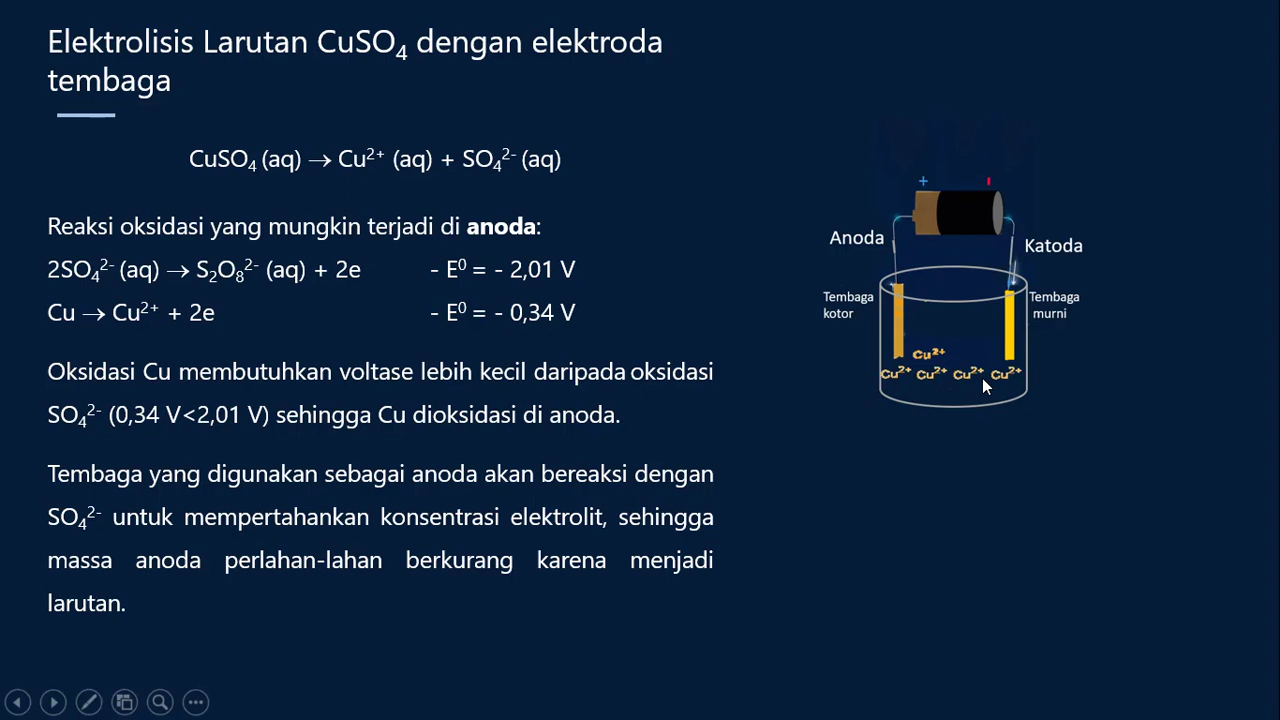 Elektrolisis Larutan CuSO₄ dengan elektroda
tembaga
CuSO₄ (aq) → Cu²⁺ (aq) + SO₄²⁻ (aq)
Reaksi oksidasi yang mungkin terjadi di anoda:
2SO₄²⁻ (aq) → S₂O₈²⁻ (aq) + 2e - E⁰ = - 2,01 V
Cu → Cu²⁺ + 2e - E⁰ = - 0,34 V
Oksidasi Cu membutuhkan voltase lebih kecil daripada oksidasi
SO₄²⁻ (0,34 V<2,01 V) sehingga Cu dioksidasi di anoda.
Tembaga yang digunakan sebagai anoda akan bereaksi dengan
SO₄²⁻ untuk mempertahankan konsentrasi elektrolit, sehingga
massa anoda perlahan-lahan berkurang karena menjadi
larutan.
+ -
Anoda
Katoda
Tembaga
kotor
Tembaga
murni
Cu²⁺
Cu²⁺ Cu²⁺ Cu²⁺ Cu²⁺